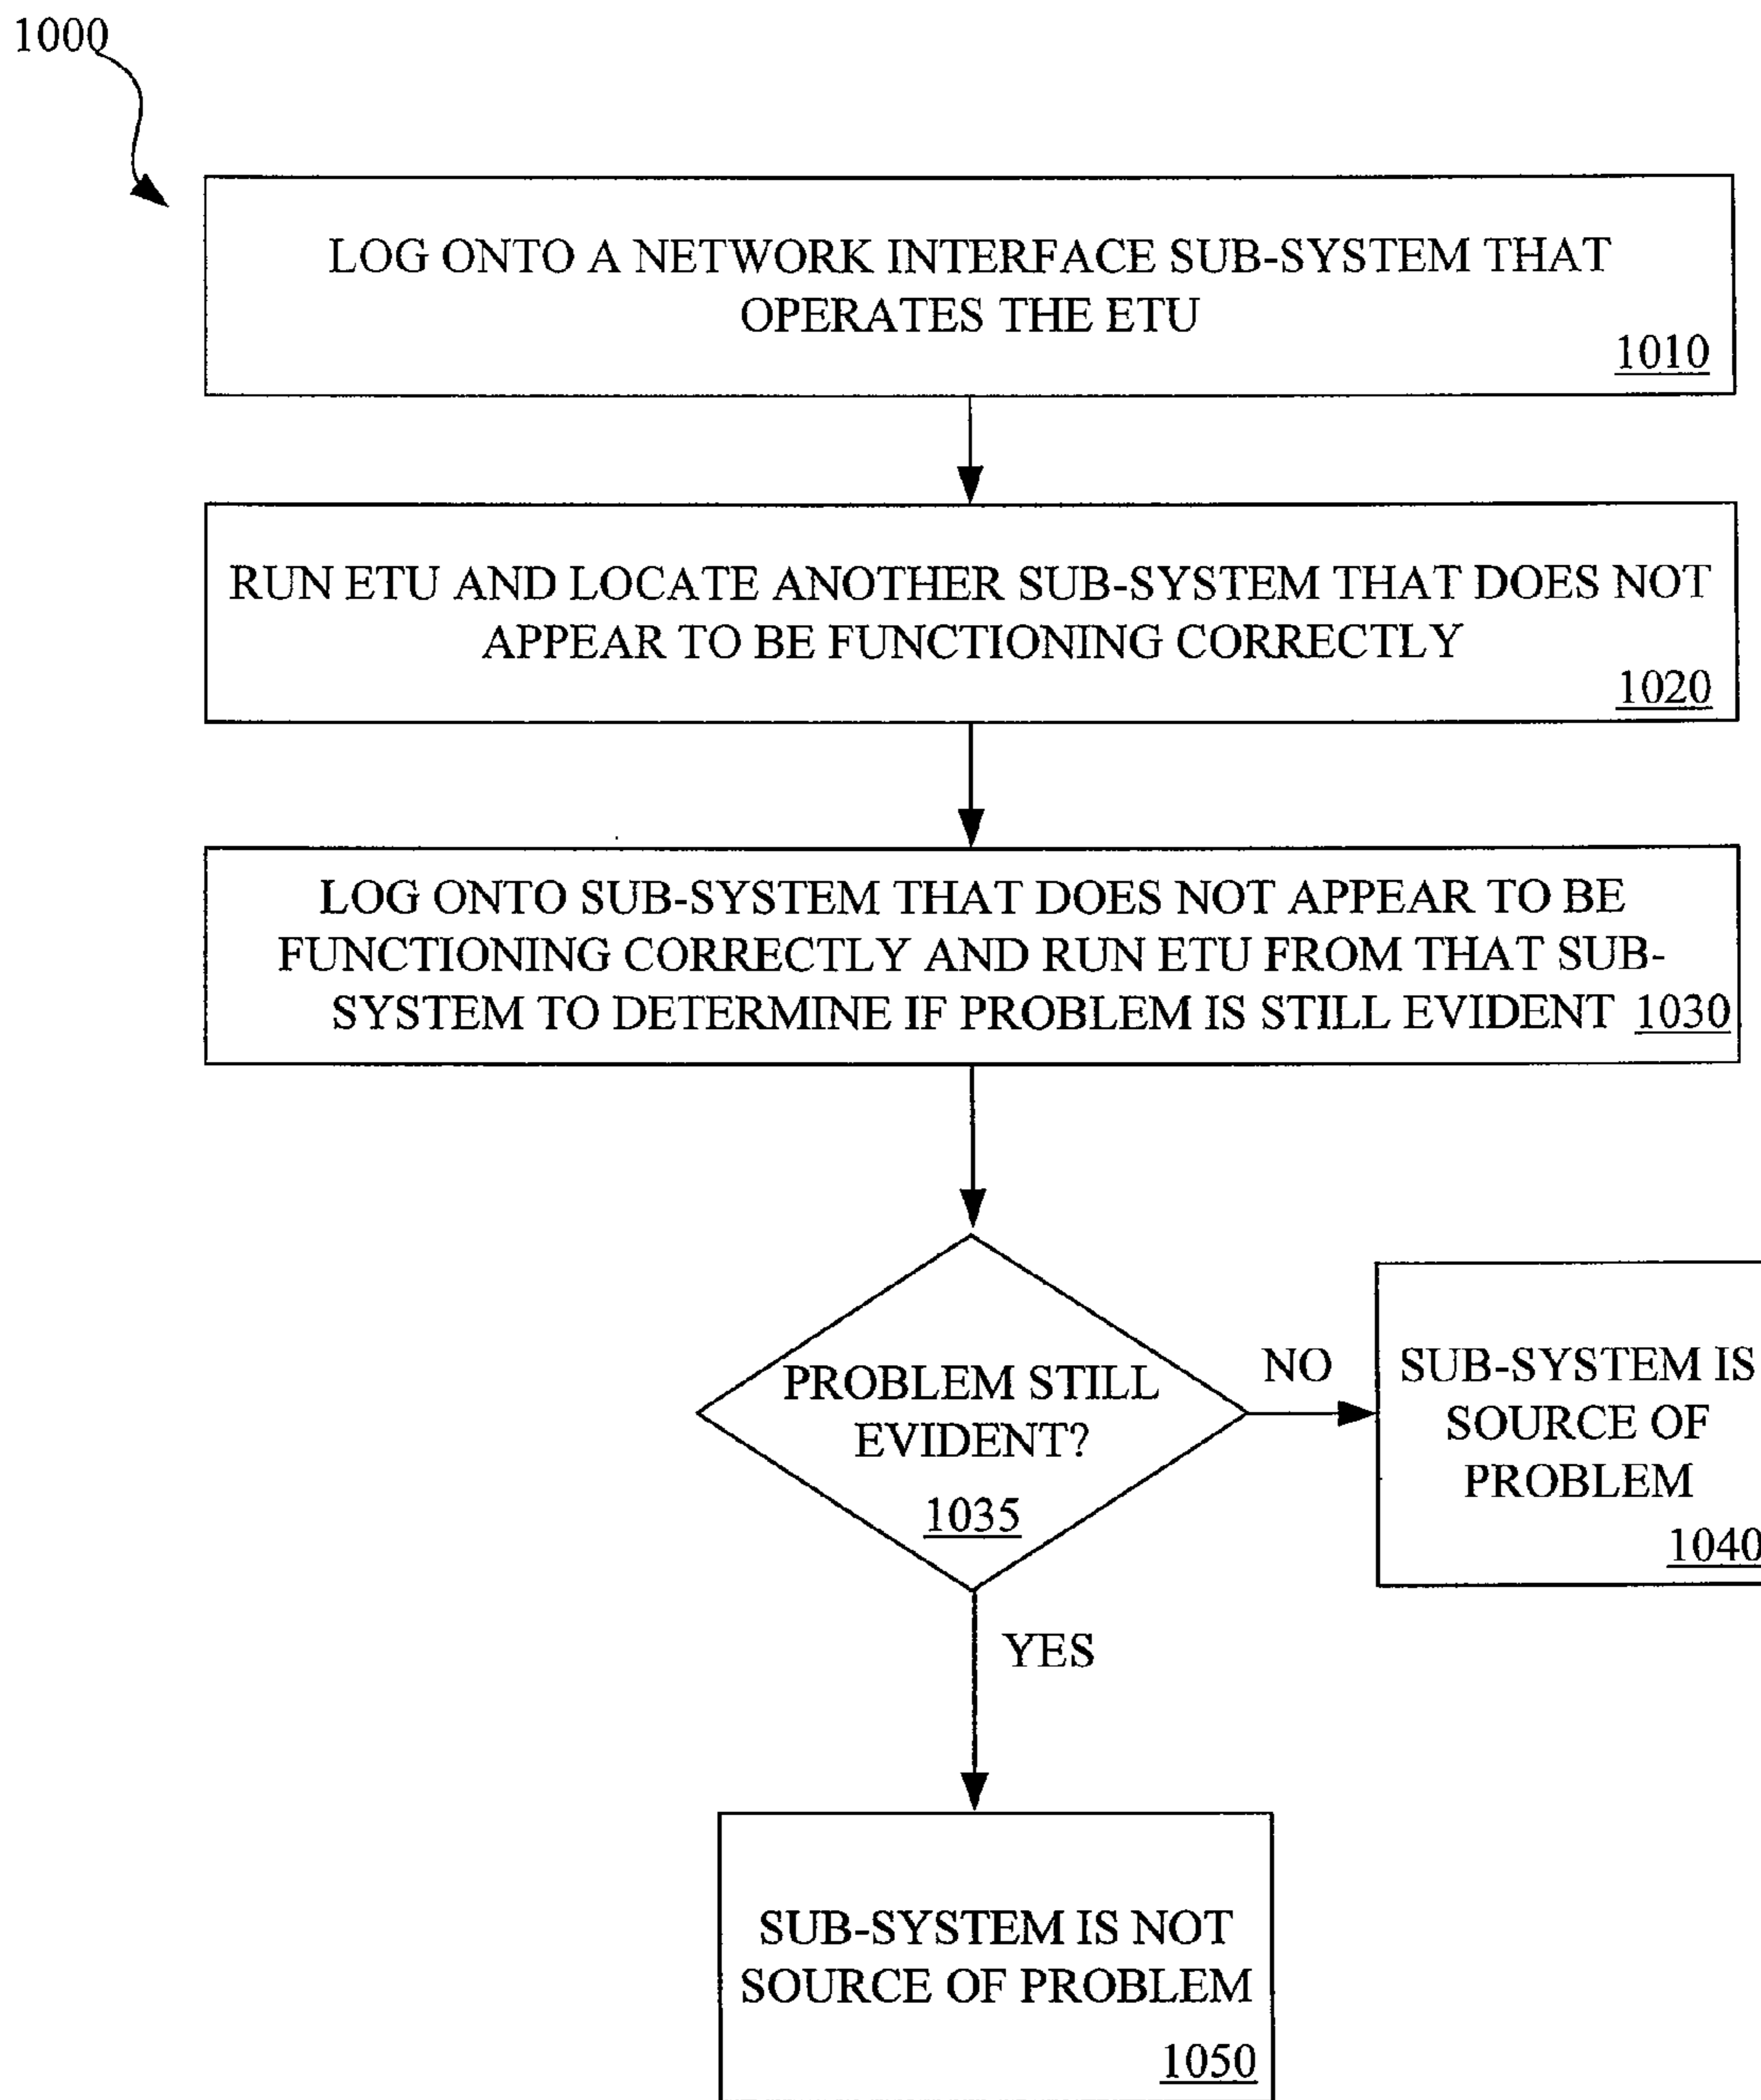 1000
LOG ONTO A NETWORK INTERFACE SUB-SYSTEM THAT
OPERATES THE ETU
1010
RUN ETU AND LOCATE ANOTHER SUB-SYSTEM THAT DOES NOT
APPEAR TO BE FUNCTIONING CORRECTLY
1020
LOG ONTO SUB-SYSTEM THAT DOES NOT APPEAR TO BE
FUNCTIONING CORRECTLY AND RUN ETU FROM THAT SUB-
SYSTEM TO DETERMINE IF PROBLEM IS STILL EVIDENT 1030
PROBLEM STILL
EVIDENT?
1035
NO
SUB-SYSTEM IS
SOURCE OF
PROBLEM
1040
YES
SUB-SYSTEM IS NOT
SOURCE OF PROBLEM
1050